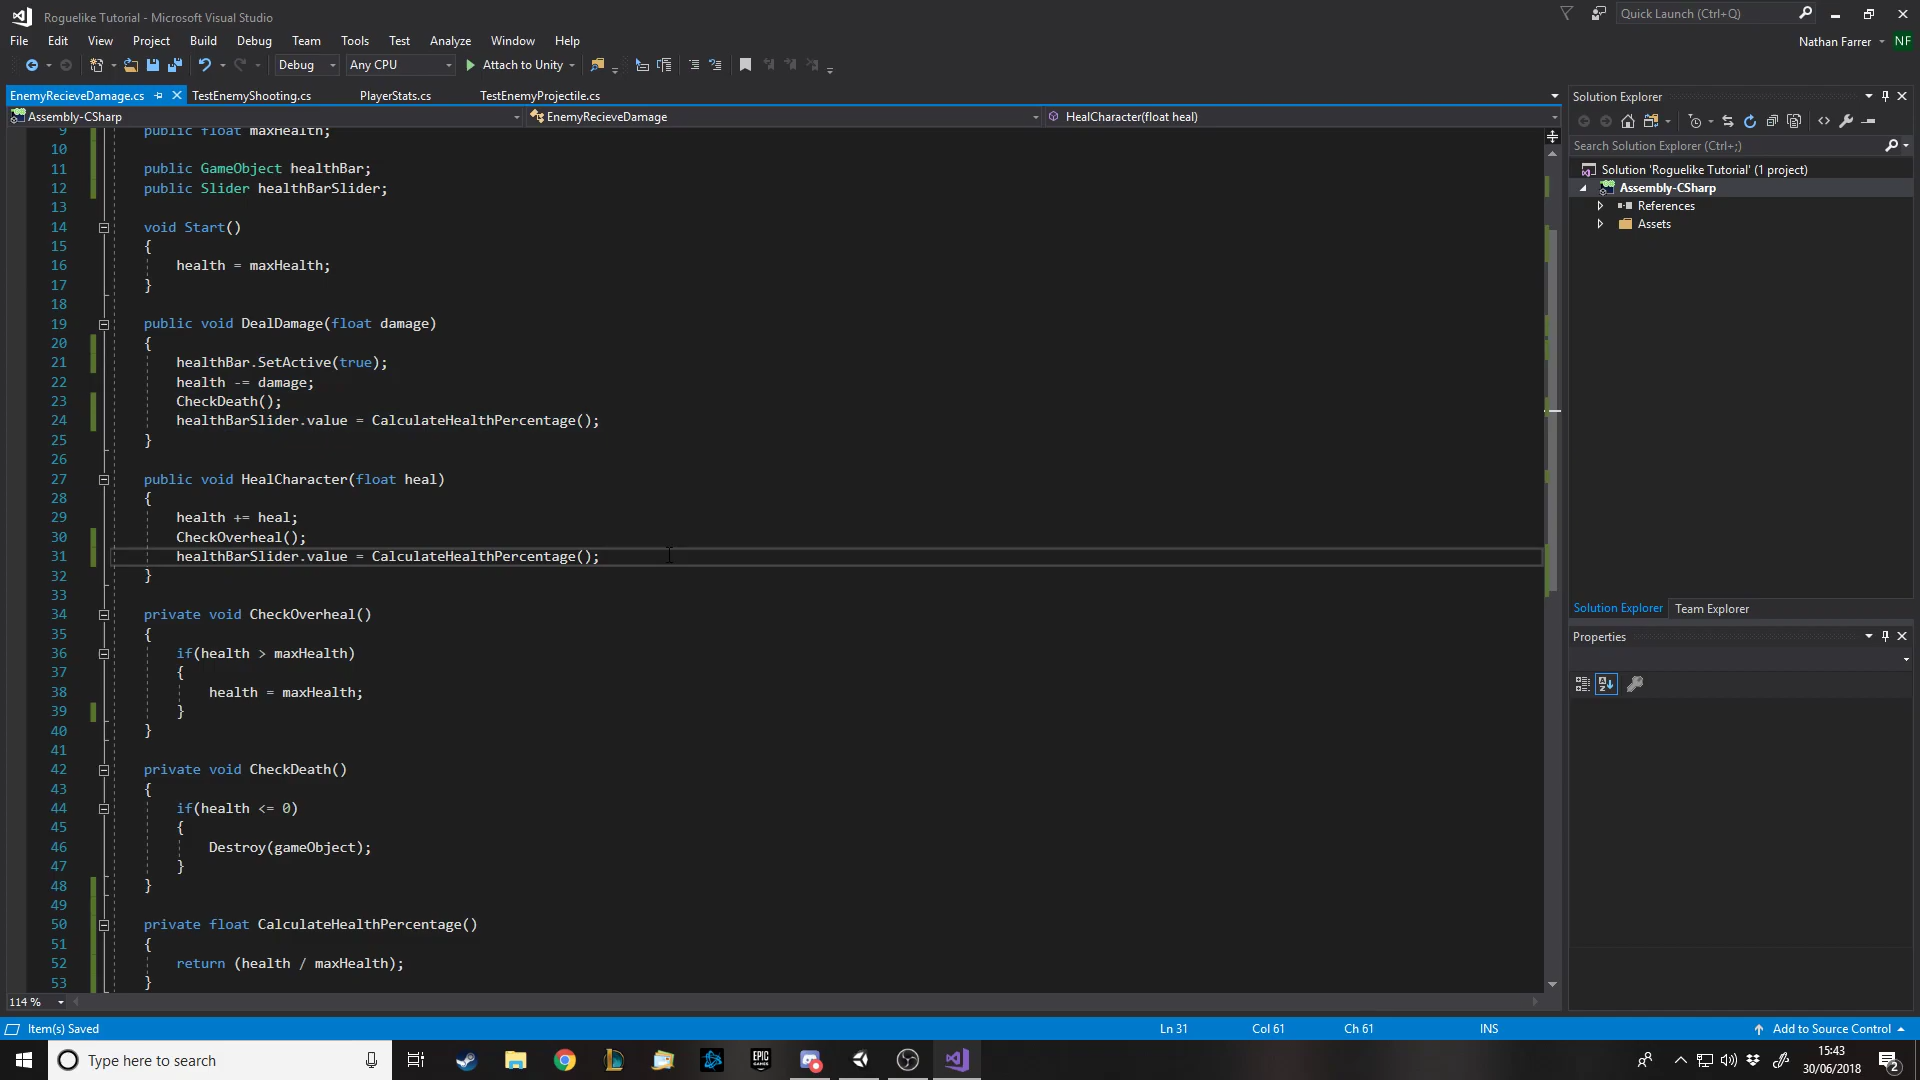 Roguelike Tutorial - Microsoft Visual Studio
Quick Launch (Ctrl+Q)
File Edit View Project Build Debug Team Tools Test Analyze Window Help
Nathan Farrer
NF
Debug Any CPU Attach to Unity
EnemyRecieveDamage.cs TestEnemyShooting.cs PlayerStats.cs TestEnemyProjectile.cs
Assembly-CSharp EnemyRecieveDamage HealCharacter(float heal)
9 public float maxHealth;
10
11 public GameObject healthBar;
12 public Slider healthBarSlider;
13
14 void Start()
15 {
16 health = maxHealth;
17 }
18
19 public void DealDamage(float damage)
20 {
21 healthBar.SetActive(true);
22 health -= damage;
23 CheckDeath();
24 healthBarSlider.value = CalculateHealthPercentage();
25 }
26
27 public void HealCharacter(float heal)
28 {
29 health += heal;
30 CheckOverheal();
31 healthBarSlider.value = CalculateHealthPercentage();
32 }
33
34 private void CheckOverheal()
35 {
36 if(health > maxHealth)
37 {
38 health = maxHealth;
39 }
40 }
41
42 private void CheckDeath()
43 {
44 if(health <= 0)
45 {
46 Destroy(gameObject);
47 }
48 }
49
50 private float CalculateHealthPercentage()
51 {
52 return (health / maxHealth);
53 }
114 %
Solution Explorer
Search Solution Explorer (Ctrl+;)
Solution 'Roguelike Tutorial' (1 project)
Assembly-CSharp
References
Assets
Solution Explorer Team Explorer
Properties
Item(s) Saved Ln 31 Col 61 Ch 61 INS Add to Source Control
Type here to search
EPIC
GAMES
15:43
30/06/2018
2